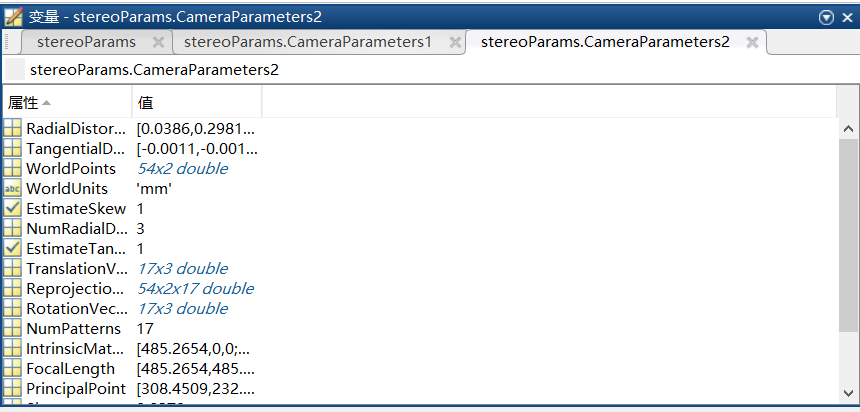 变量 - stereoParams.CameraParameters2
stereoParams stereoParams.CameraParameters1 stereoParams.CameraParameters2
stereoParams.CameraParameters2
属性 值
RadialDistor... [0.0386,0.2981...
TangentialD... [-0.0011,-0.001...
WorldPoints 54x2 double
abc WorldUnits 'mm'
EstimateSkew 1
NumRadialD... 3
EstimateTan... 1
TranslationV... 17x3 double
Reprojectio... 54x2x17 double
RotationVec... 17x3 double
NumPatterns 17
IntrinsicMat... [485.2654,0,0;...
FocalLength [485.2654,485....
PrincipalPoint [308.4509,232....